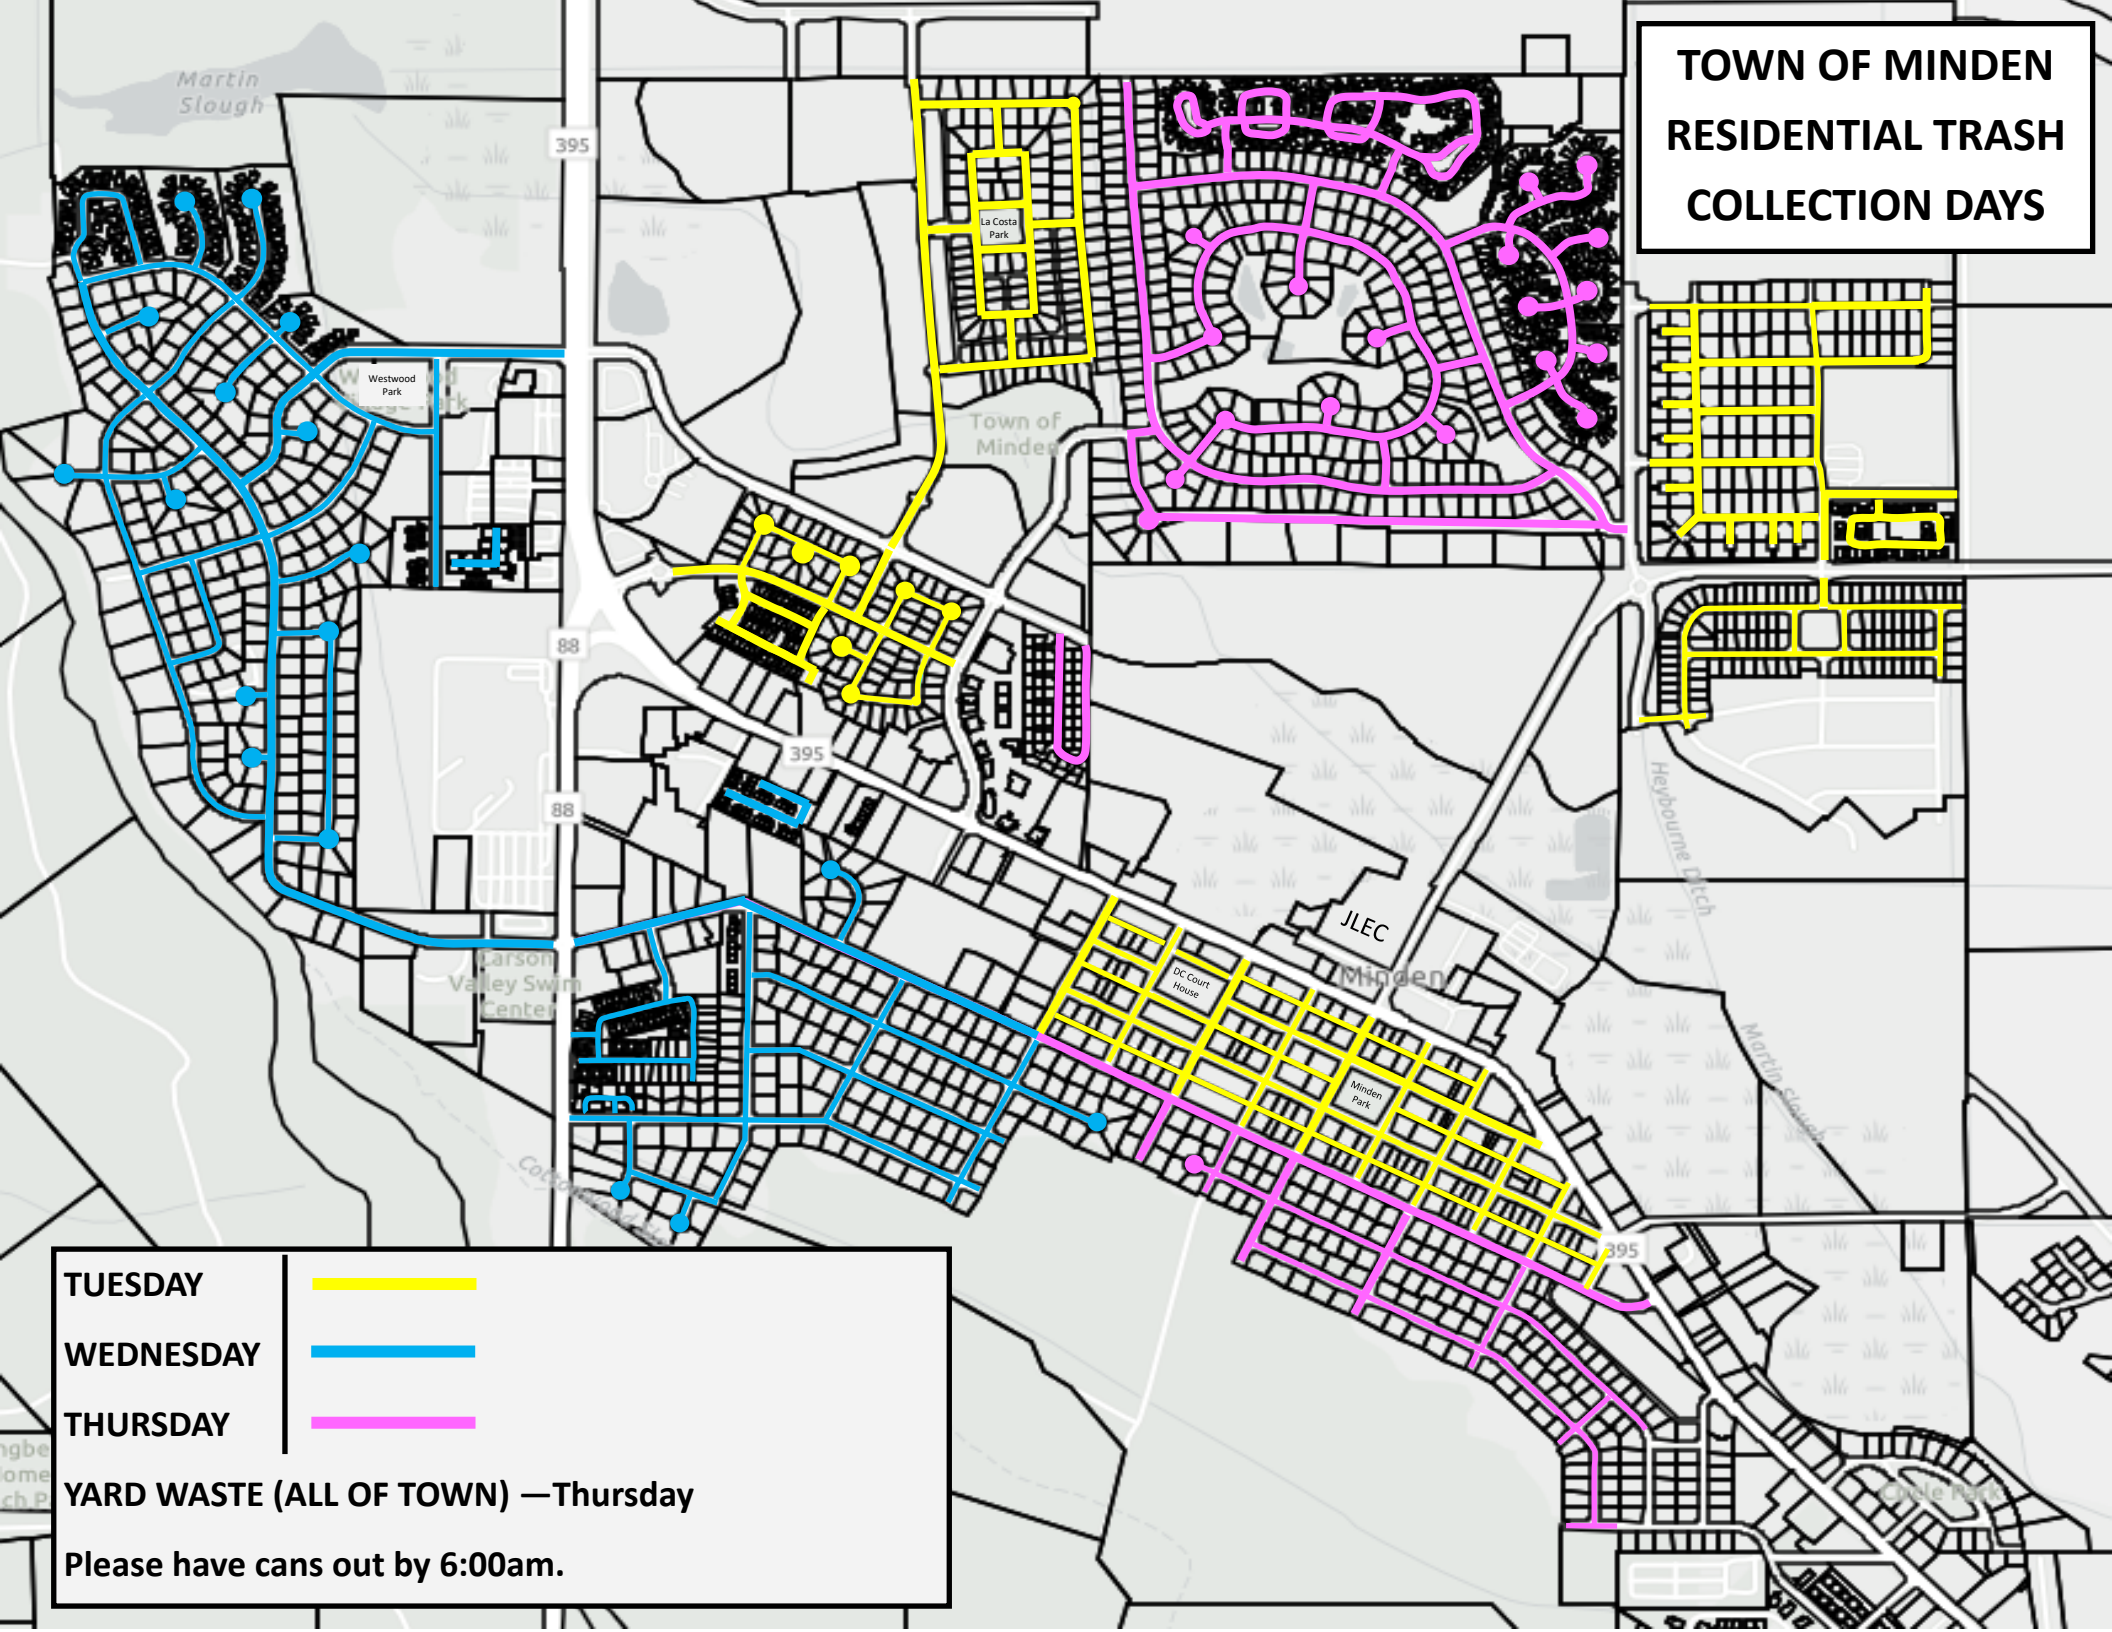 TOWN OF MINDEN
RESIDENTIAL TRASH
COLLECTION DAYS
Martin
Slough
395
La Costa
Park
Westwood
Park
Town of
Minden
88
395
88
Heybourne Ditch
JLEC
Minden
DC Court
House
Carson
Valley Swim
Center
Martin Slough
Minden
Park
395
TUESDAY
WEDNESDAY
THURSDAY
YARD WASTE (ALL OF TOWN) —Thursday
Please have cans out by 6:00am.